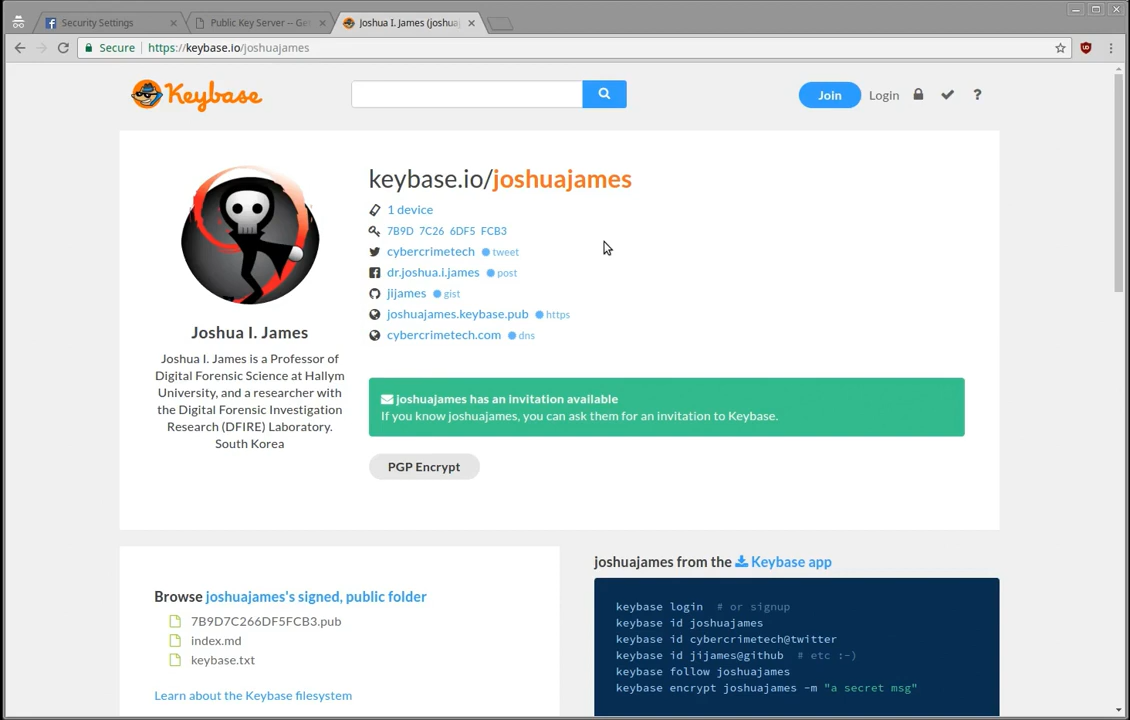 Security Settings
Public Key Server -- Ge
Joshua I. James (joshua
Secure https://keybase.io/joshuajames
Keybase
Join
Login
?
keybase.io/joshuajames
1 device
7B9D 7C26 6DF5 FCB3
cybercrimetech tweet
dr.joshua.i.james post
jijames gist
joshuajames.keybase.pub https
cybercrimetech.com dns
Joshua I. James
Joshua I. James is a Professor of
Digital Forensic Science at Hallym
University, and a researcher with
the Digital Forensic Investigation
Research (DFIRE) Laboratory.
South Korea
joshuajames has an invitation available
If you know joshuajames, you can ask them for an invitation to Keybase.
PGP Encrypt
Browse joshuajames's signed, public folder
7B9D7C266DF5FCB3.pub
index.md
keybase.txt
Learn about the Keybase filesystem
joshuajames from the Keybase app
keybase login # or signup
keybase id joshuajames
keybase id cybercrimetech@twitter
keybase id jijames@github # etc :-)
keybase follow joshuajames
keybase encrypt joshuajames -m "a secret msg"